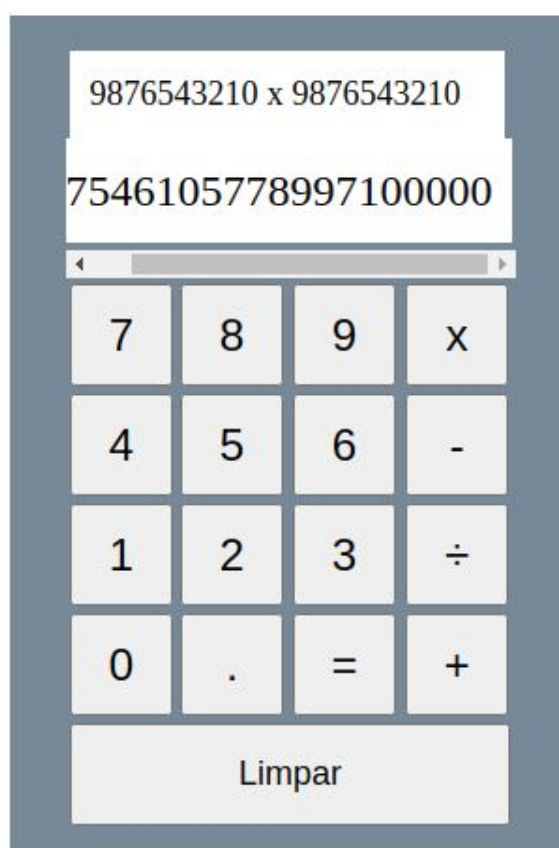 9876543210 x 9876543210
7546105778997100000
7 8 9 x
4 5 6 -
1 2 3 ÷
0 . = +
Limpar